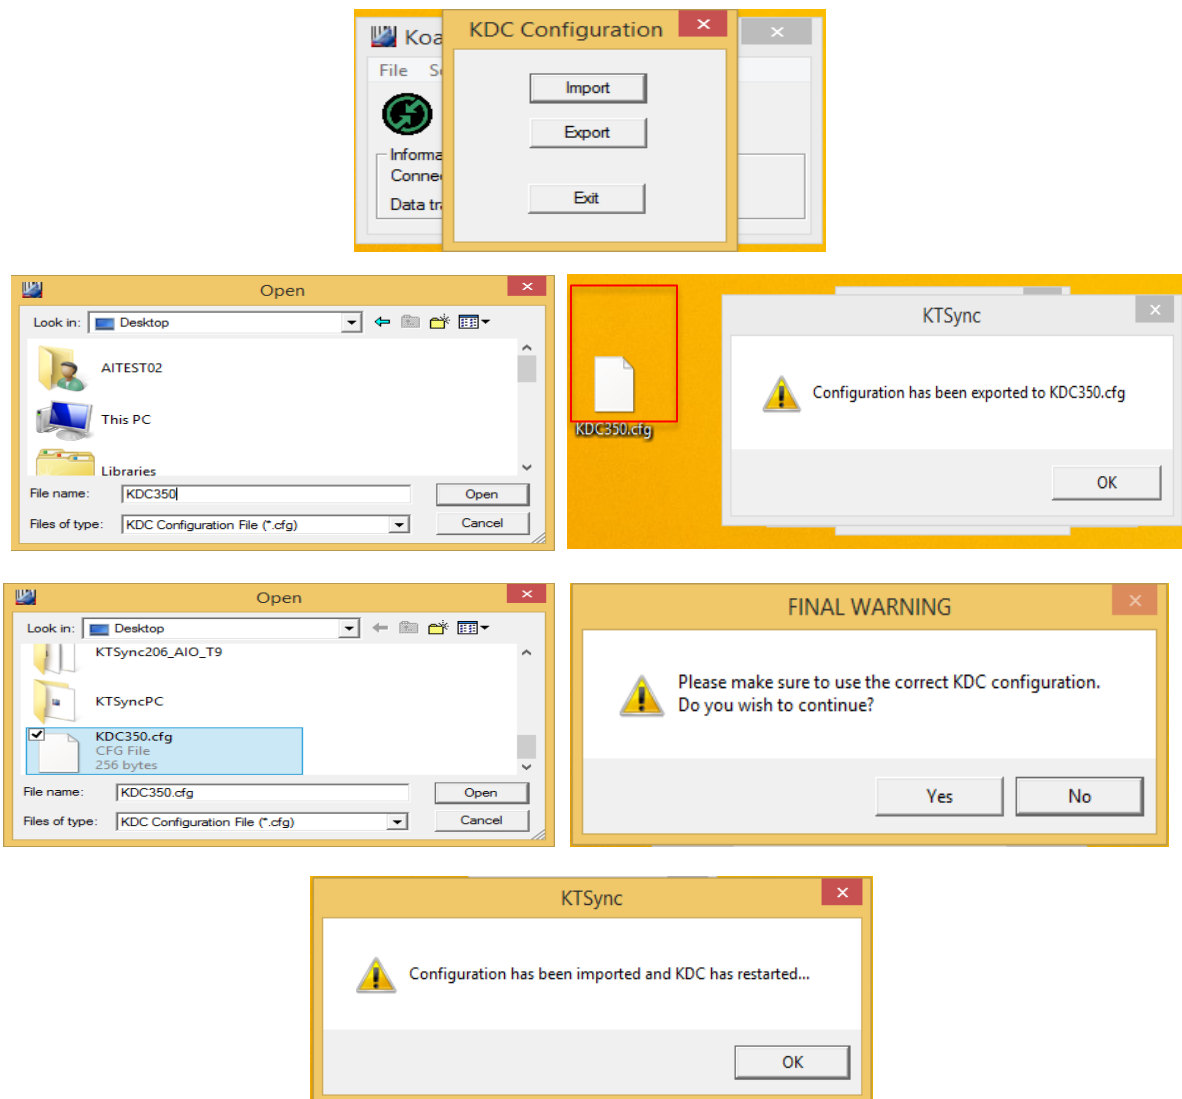 Koa
KDC Configuration
File
S
Import
Export
Informa
Conne
Data tr
Exit
Open
Look in:
Desktop
AITEST02
This PC
Libraries
File name:
KDC350
Open
Files of type:
KDC Configuration File (*.cfg)
Cancel
KDC350.cfg
KTSync
Configuration has been exported to KDC350.cfg
OK
Open
Look in:
Desktop
KTSync206_AIO_T9
KTSyncPC
KDC350.cfg
CFG File
256 bytes
File name:
KDC350.cfg
Open
Files of type:
KDC Configuration File (*.cfg)
Cancel
FINAL WARNING
Please make sure to use the correct KDC configuration.
Do you wish to continue?
Yes
No
KTSync
Configuration has been imported and KDC has restarted...
OK